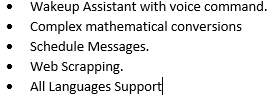 • Wakeup Assistant with voice command.
• Complex mathematical conversions
• Schedule Messages.
• Web Scrapping.
• All Languages Support